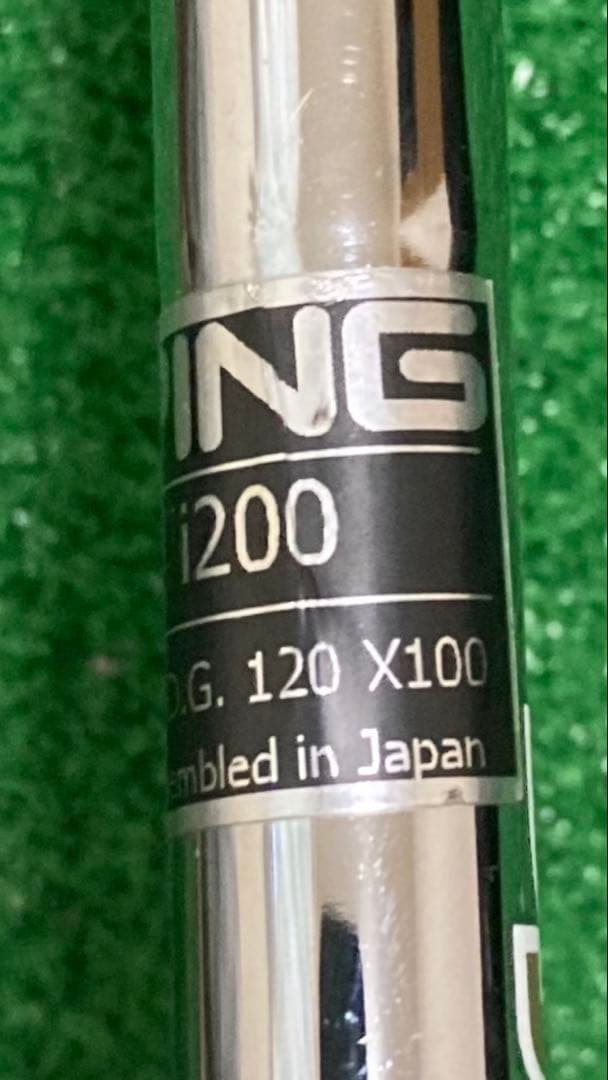 ING
i200
.G. 120 X100
embled in Japan